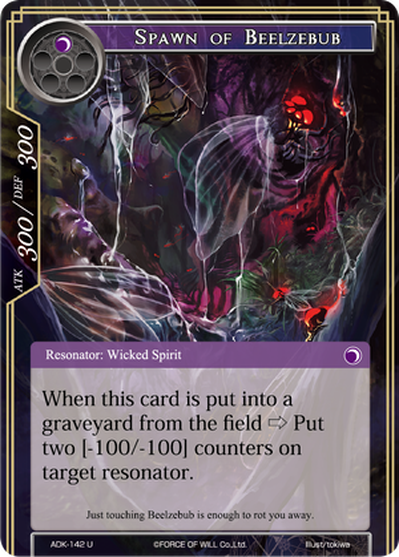 Spawn of Beelzebub
ATK 300 / DEF 300
Resonator: Wicked Spirit
When this card is put into a
graveyard from the field ⇨ Put
two [-100/-100] counters on
target resonator.
Just touching Beelzebub is enough to rot you away.
ADK-142 U ©FORCE OF WILL Co.,Ltd. Illust/tokiwa